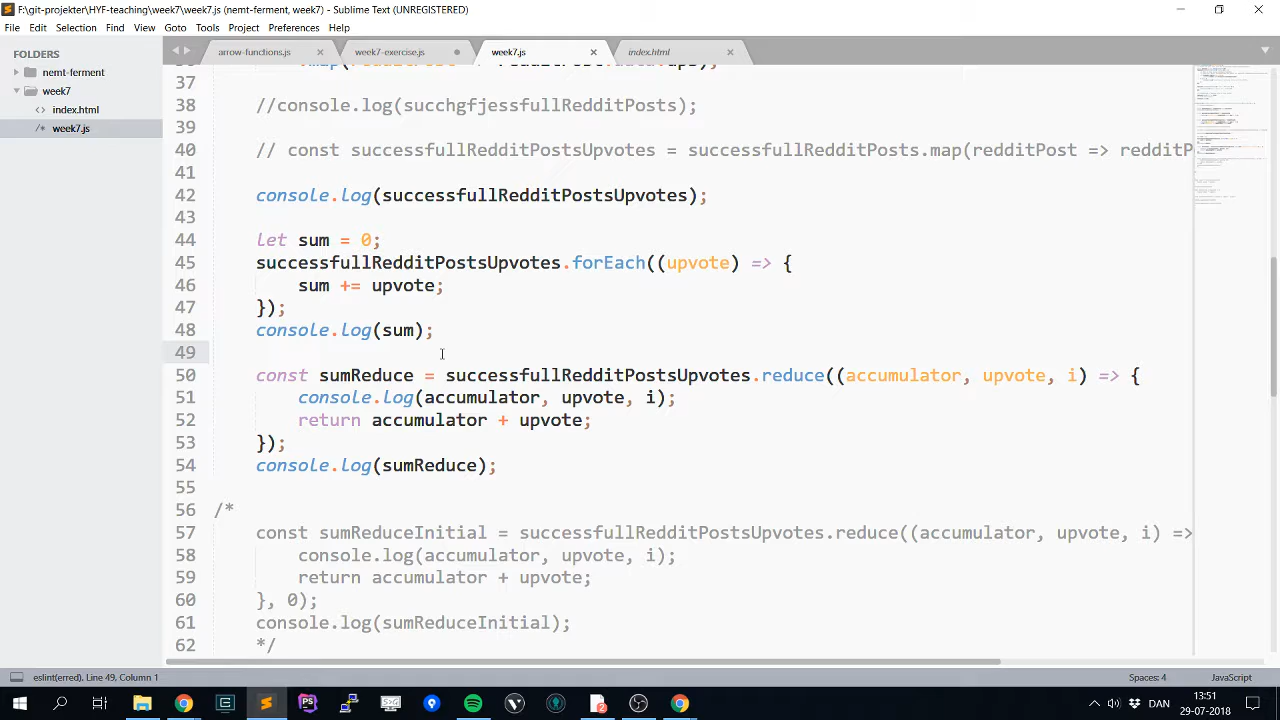 F:\git-projekter\HYF-teaching\week7\week7.js (nemt-ferment, week7) - Sublime Text (UNREGISTERED)
File Edit Selection Find View Goto Tools Project Preferences Help
FOLDERS
nemt-ferment
week7
index.html
week7.js
arrow-functions.js
week7-exercise.js
week7.js
index.html
37
38 //console.log(succhgfjessfullRedditPosts);
39
40 // const successfullRedditPostsUpvotes = successfullRedditPosts.map(redditPost => redditP
41
42 console.log(successfullRedditPostsUpvotes);
43
44 let sum = 0;
45 successfullRedditPostsUpvotes.forEach((upvote) => {
46 sum += upvote;
47 });
48 console.log(sum);
49
50 const sumReduce = successfullRedditPostsUpvotes.reduce((accumulator, upvote, i) => {
51 console.log(accumulator, upvote, i);
52 return accumulator + upvote;
53 });
54 console.log(sumReduce);
55
56 /*
57 const sumReduceInitial = successfullRedditPostsUpvotes.reduce((accumulator, upvote, i) =>
58 console.log(accumulator, upvote, i);
59 return accumulator + upvote;
60 }, 0);
61 console.log(sumReduceInitial);
62 */
eslint(erred), Line 49, Column 1
Spaces: 4
JavaScript
DAN
13:51
29-07-2018